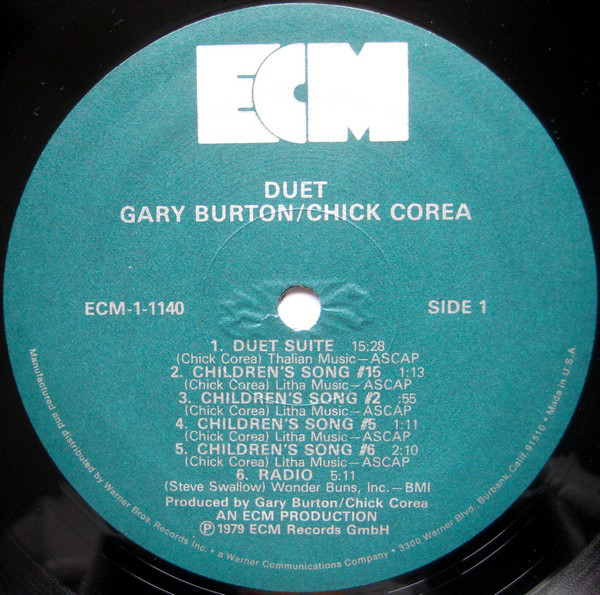 ECM
DUET
GARY BURTON/CHICK COREA
ECM-1-1140
SIDE 1
1. DUET SUITE 15:28
(Chick Corea) Thalian Music—ASCAP
2. CHILDREN'S SONG #15 1:13
(Chick Corea) Litha Music—ASCAP
3. CHILDREN'S SONG #2 :55
(Chick Corea) Litha Music—ASCAP
4. CHILDREN'S SONG #5 1:11
(Chick Corea) Litha Music—ASCAP
5. CHILDREN'S SONG #6 2:10
(Chick Corea) Litha Music—ASCAP
6. RADIO 5:11
(Steve Swallow) Wonder Buns, Inc.—BMI
Produced by Gary Burton/Chick Corea
AN ECM PRODUCTION
Ⓟ 1979 ECM Records GmbH
Manufactured and distributed by Warner Bros. Records Inc. • a Warner Communications Company • 3300 Warner Blvd. Burbank, Calif. 91510 • Made in U.S.A.